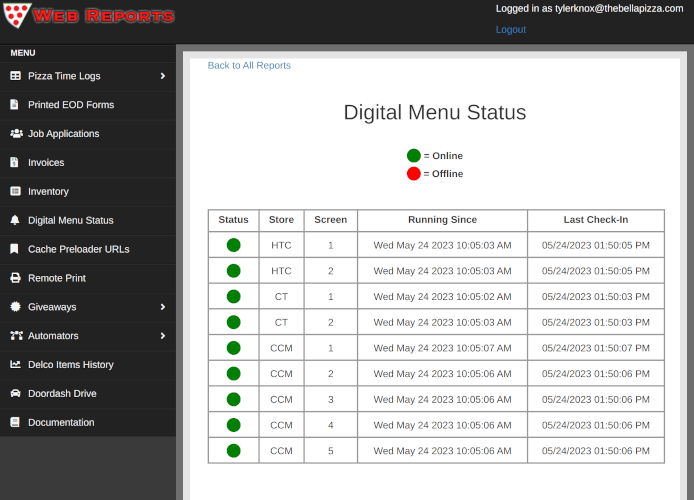 Web Reports
Logged in as tylerknox@thebellapizza.com
Logout
MENU
Pizza Time Logs
Printed EOD Forms
Job Applications
Invoices
Inventory
Digital Menu Status
Cache Preloader URLs
Remote Print
Giveaways
Automators
Delco Items History
Doordash Drive
Documentation
Back to All Reports
Digital Menu Status
= Online
= Offline
Status Store Screen Running Since Last Check-In
HTC 1 Wed May 24 2023 10:05:03 AM 05/24/2023 01:50:05 PM
HTC 2 Wed May 24 2023 10:05:03 AM 05/24/2023 01:50:03 PM
CT 1 Wed May 24 2023 10:05:02 AM 05/24/2023 01:50:03 PM
CT 2 Wed May 24 2023 10:05:03 AM 05/24/2023 01:50:03 PM
CCM 1 Wed May 24 2023 10:05:07 AM 05/24/2023 01:50:07 PM
CCM 2 Wed May 24 2023 10:05:06 AM 05/24/2023 01:50:06 PM
CCM 3 Wed May 24 2023 10:05:06 AM 05/24/2023 01:50:06 PM
CCM 4 Wed May 24 2023 10:05:06 AM 05/24/2023 01:50:06 PM
CCM 5 Wed May 24 2023 10:05:06 AM 05/24/2023 01:50:06 PM